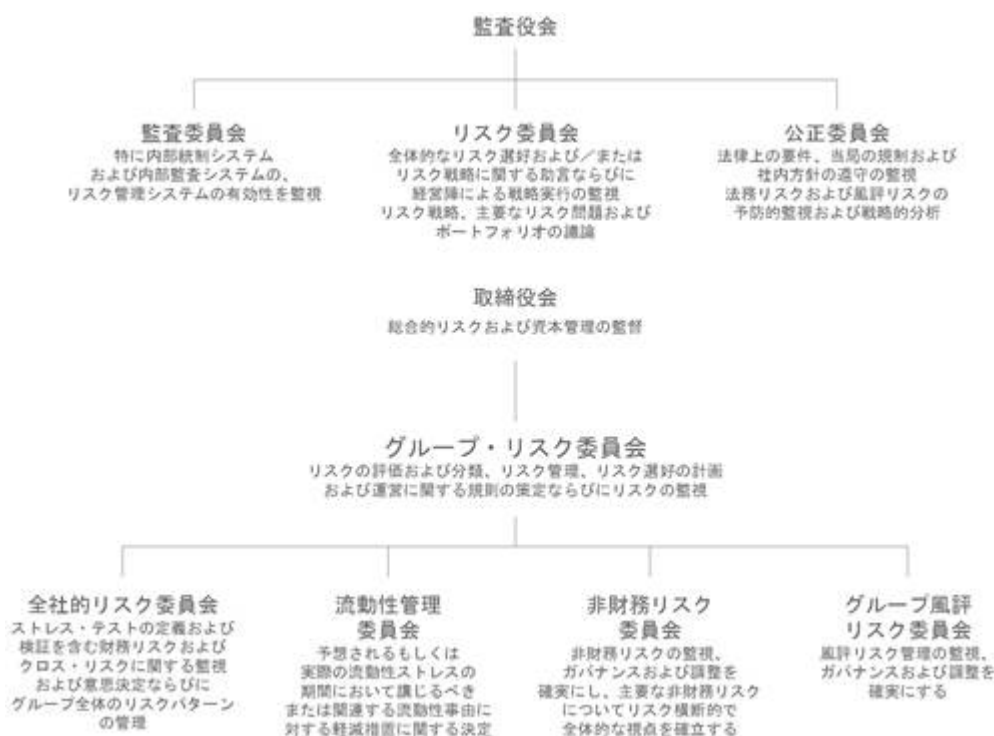 監査役会
監査委員会
特に内部統制システム
および内部監査システムの、
リスク管理システムの有効性を監視
リスク委員会
全体的なリスク選好および／または
リスク戦略に関する助言ならびに
経営陣による戦略実行の監視
リスク戦略、主要なリスク問題および
ポートフォリオの議論
公正委員会
法律上の要件、当局の規制および
社内方針の遵守の監視
法務リスクおよび風評リスクの
予防的監視および戦略的分析
取締役会
総合的リスクおよび資本管理の監督
グループ・リスク委員会
リスクの評価および分類、リスク管理、リスク選好の計画
および運営に関する規則の策定ならびにリスクの監視
全社的リスク委員会
ストレス・テストの定義および
検証を含む財務リスクおよび
クロス・リスクに関する監視
および意思決定ならびに
グループ全体のリスクパターン
の管理
流動性管理
委員会
予想されるもしくは
実際の流動性ストレスの
期間において講じるべき
または関連する流動性事由に
対する軽減措置に関する決定
非財務リスク
委員会
非財務リスクの監視、
ガバナンスおよび調整を
確実にし、主要な非財務リスク
についてリスク横断的で
全体的な視点を確立する
グループ風評
リスク委員会
風評リスク管理の監視、
ガバナンスおよび調整を
確実にする